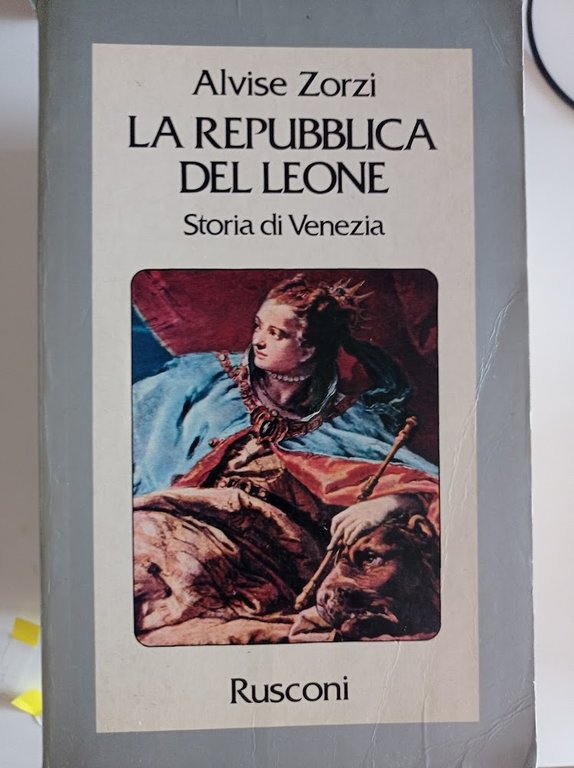 Alvise Zorzi
LA REPUBBLICA
DEL LEONE
Storia di Venezia
Rusconi